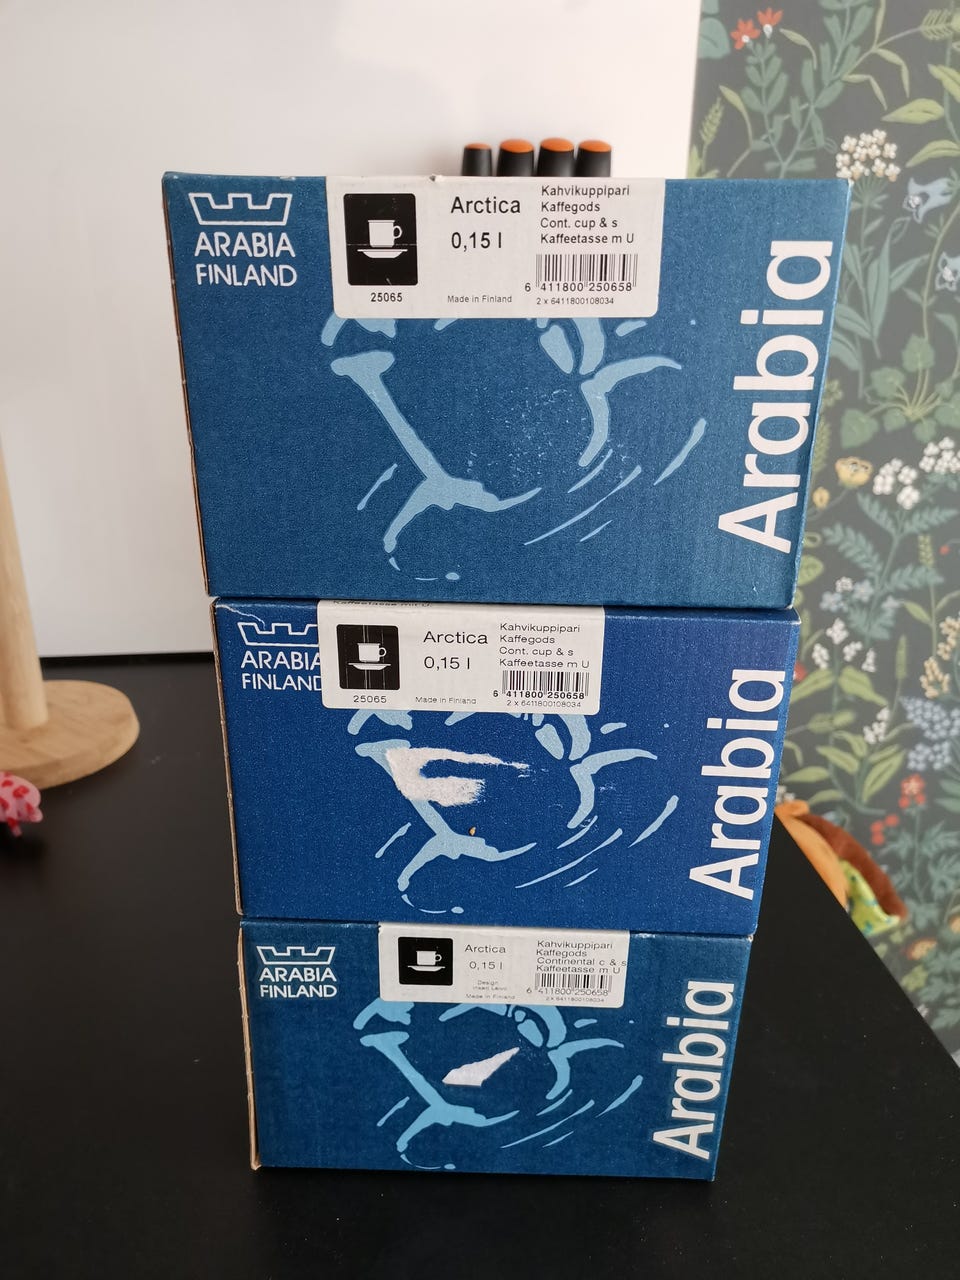 ARABIA
FINLAND
Arctica
0,15 l
Kahvikuppipari
Kaffegods
Cont. cup & s
Kaffeetasse m U
6 411800 250658
25065
Made in Finland
2 x 6411800108034
Arabia
Kaffeetasse mit U.
ARABIA
FINLAND
Arctica
0,15 l
Kahvikuppipari
Kaffegods
Cont. cup & s
Kaffeetasse m U
6 411800 250658
25065
Made in Finland
2 x 6411800108034
Arabia
ARABIA
FINLAND
Arctica
0,15 l
Design
Made in Finland
Kahvikuppipari
Kaffegods
Continental c & s
Kaffeetasse m U
6 411800 250658
2 x 6411800108034
Arabia